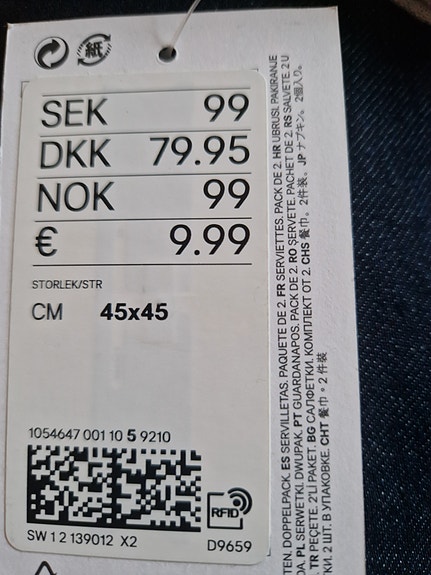 紙
SEK 99
DKK 79.95
NOK 99
€ 9.99
STORLEK/STR
CM 45x45
1054647 001 10 5 9210
RFID
SW 1 2 139012 X2 D9659
TEN. DOPPELPACK. ES SERVILLETAS. PAQUETE DE 2. FR SERVIETTES. PACK DE 2. HR UBRUSI. PAKIRANJE
DA. PL SERWETKI. DWUPAK. PT GUARDANAPOS. PACK DE 2. RO ȘERVETE. PACHET DE 2. RS SALVETE. 2 U
TR PEÇETE. 2'Lİ PAKET. BG САЛФЕТКИ. КОМПЛЕКТ ОТ 2. CHS 餐巾。2件装。 JP ナプキン。2個入り。
И. 2 ШТ. В УПАКОВКЕ. CHT 餐巾。2 件裝